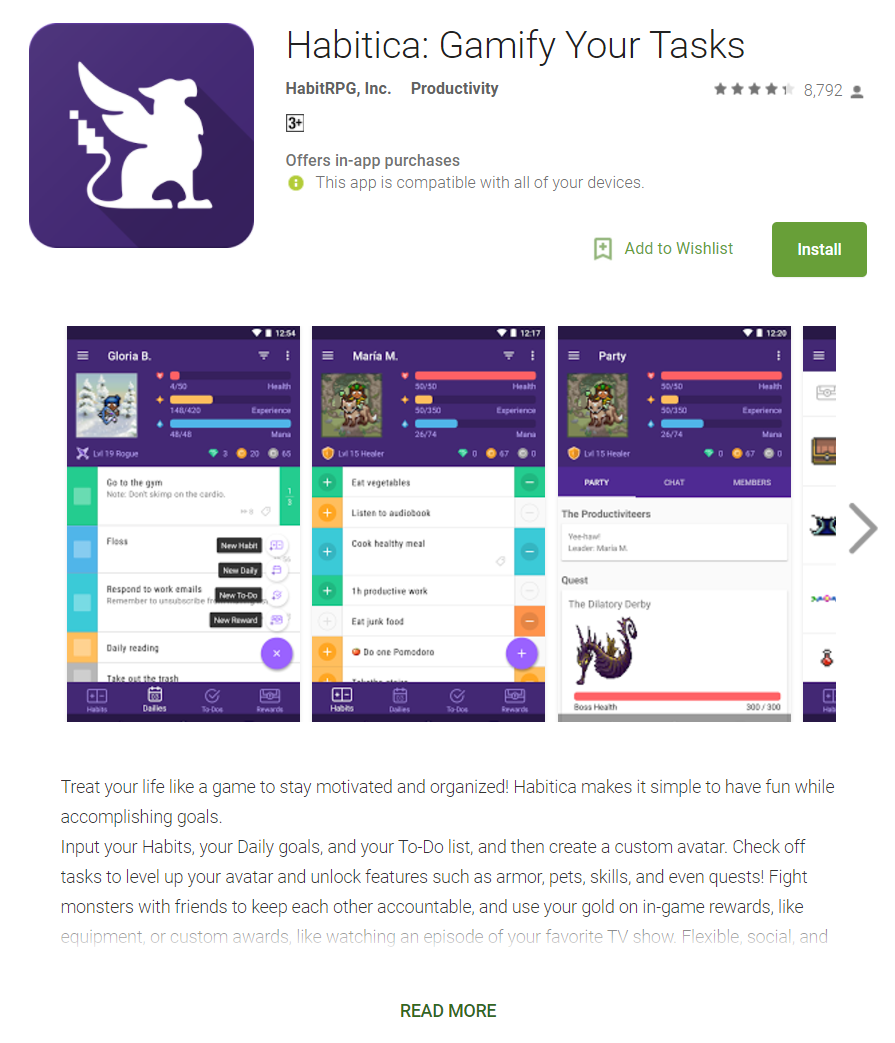 Habitica: Gamify Your Tasks
HabitRPG, Inc. Productivity
8,792
3+
Offers in-app purchases
This app is compatible with all of your devices.
Add to Wishlist
Install
12:54
Gloria B.
4/50 Health
148/420 Experience
48/48 Mana
Lvl 19 Rogue 3 20 65
Go to the gym
Note: Don't skimp on the cardio.
1
3
Floss
New Habit
New Daily
Respond to work emails
Remember to unsubscribe
New To-Do
New Reward
Daily reading
Take out the trash
Habits Dailies To-Dos Rewards
12:17
Maria M.
50/50 Health
50/350 Experience
26/74 Mana
Lvl 15 Healer 0 67 0
Eat vegetables
Listen to audiobook
Cook healthy meal
1h productive work
Eat junk food
Do one Pomodoro
Habits Dailies To-Dos Rewards
12:20
Party
50/50 Health
50/350 Experience
26/74 Mana
Lvl 15 Healer 0 67 0
PARTY CHAT MEMBERS
The Productiviteers
Yee-haw!
Leader: Maria M.
Quest
The Dilatory Derby
Boss Health 300 / 300
Treat your life like a game to stay motivated and organized! Habitica makes it simple to have fun while
accomplishing goals.
Input your Habits, your Daily goals, and your To-Do list, and then create a custom avatar. Check off
tasks to level up your avatar and unlock features such as armor, pets, skills, and even quests! Fight
monsters with friends to keep each other accountable, and use your gold on in-game rewards, like
equipment, or custom awards, like watching an episode of your favorite TV show. Flexible, social, and
READ MORE